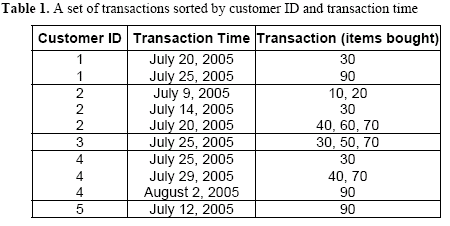 Table 1. A set of transactions sorted by customer ID and transaction time
Customer ID Transaction Time Transaction (items bought)
1 July 20, 2005 30
1 July 25, 2005 90
2 July 9, 2005 10, 20
2 July 14, 2005 30
2 July 20, 2005 40, 60, 70
3 July 25, 2005 30, 50, 70
4 July 25, 2005 30
4 July 29, 2005 40, 70
4 August 2, 2005 90
5 July 12, 2005 90